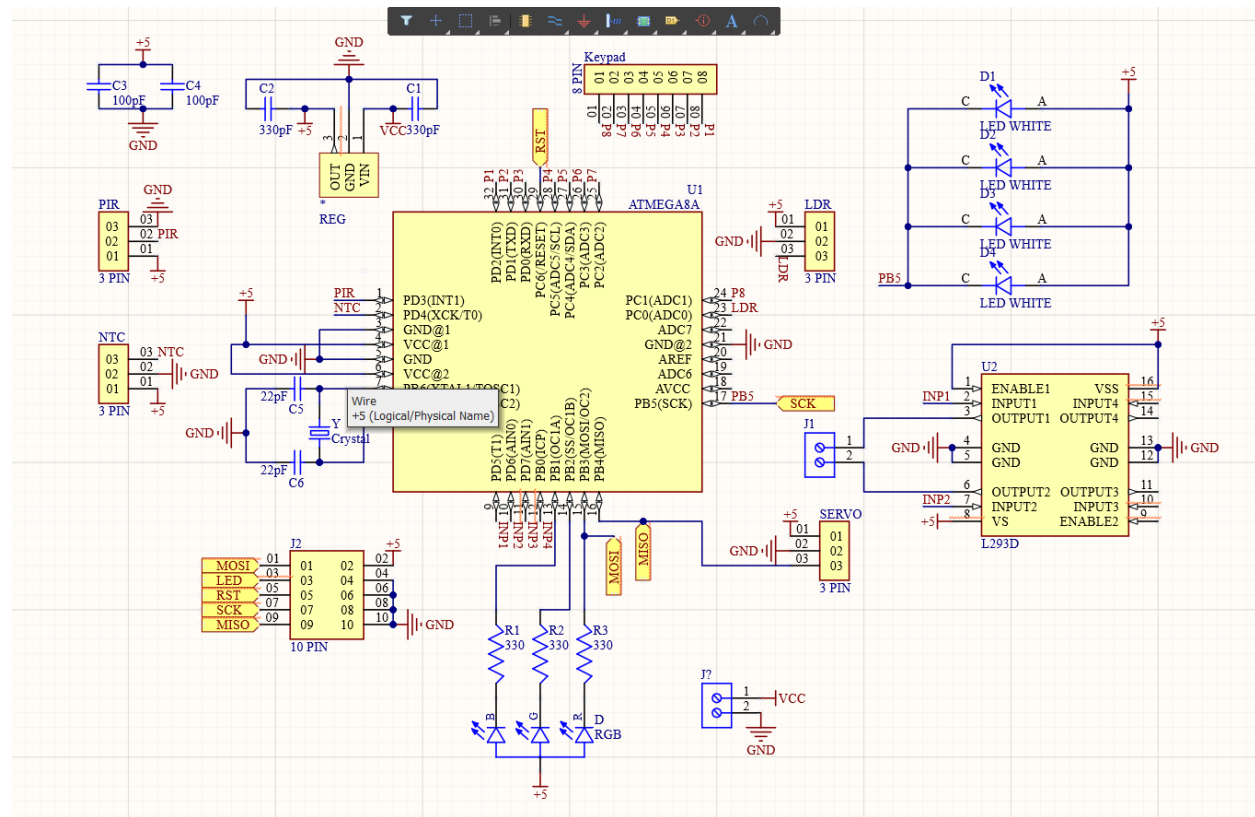 +5
C3
100pF
C4
100pF
GND
GND
C2
330pF
+5
C1
VCC
330pF
3
2
1
OUT
GND
VIN
*
REG
Keypad
8 PIN
01 02 03 04 05 06 07 08
01 02 03 04 05 06 07 08
P8 P7 P6 P5 P4 P3 P2 P1
D1
C
A
LED WHITE
D2
C
A
LED WHITE
D3
C
A
LED WHITE
D4
C
A
LED WHITE
+5
PB5
PIR
GND
03
02
01
03
02
01
PIR
+5
3 PIN
NTC
03
02
01
03
02
01
NTC
GND
+5
3 PIN
RST
P1 P2 P3 P4 P5 P6 P7
32 31 30 29 28 27 26 25
U1
ATMEGA8A
PD2(INT0)
PD1(TXD)
PD0(RXD)
PC6(/RESET)
PC5(ADC5/SCL)
PC4(ADC4/SDA)
PC3(ADC3)
PC2(ADC2)
PIR
1
PD3(INT1)
NTC
2
PD4(XCK/T0)
3
GND@1
4
VCC@1
5
GND
6
VCC@2
7
PB6(XTAL1/TOSC1)
C2)
Wire
+5 (Logical/Physical Name)
+5
GND
PC1(ADC1)
24
P8
PC0(ADC0)
23
LDR
ADC7
22
GND@2
21
GND
AREF
20
ADC6
19
AVCC
18
PB5(SCK)
17
PB5
SCK
PD5(T1)
PD6(AIN0)
PD7(AIN1)
PB0(ICP)
PB1(OC1A)
PB2(SS/OC1B)
PB3(MOSI/OC2)
PB4(MISO)
9 10 11 12 13 14 15 16
INP1 INP2 INP3 INP4
22pF
C5
GND
Y
Crystal
22pF
C6
LDR
+5
01
02
03
01
02
03
GND
LDR
3 PIN
J1
1
2
U2
+5
1
ENABLE1
VSS
16
INP1
2
INPUT1
INPUT4
15
3
OUTPUT1
OUTPUT4
14
GND
4
GND
GND
13
GND
5
GND
GND
12
6
OUTPUT2
OUTPUT3
11
INP2
7
INPUT2
INPUT3
10
+5
8
VS
ENABLE2
9
L293D
MOSI
MISO
SERVO
+5
01
02
03
01
02
03
GND
3 PIN
J2
MOSI
01
01
02
02
+5
LED
03
03
04
04
RST
05
05
06
06
SCK
07
07
08
08
MISO
09
09
10
10
GND
10 PIN
R1
330
R2
330
R3
330
B
G
R
D
RGB
+5
J?
1
VCC
2
GND